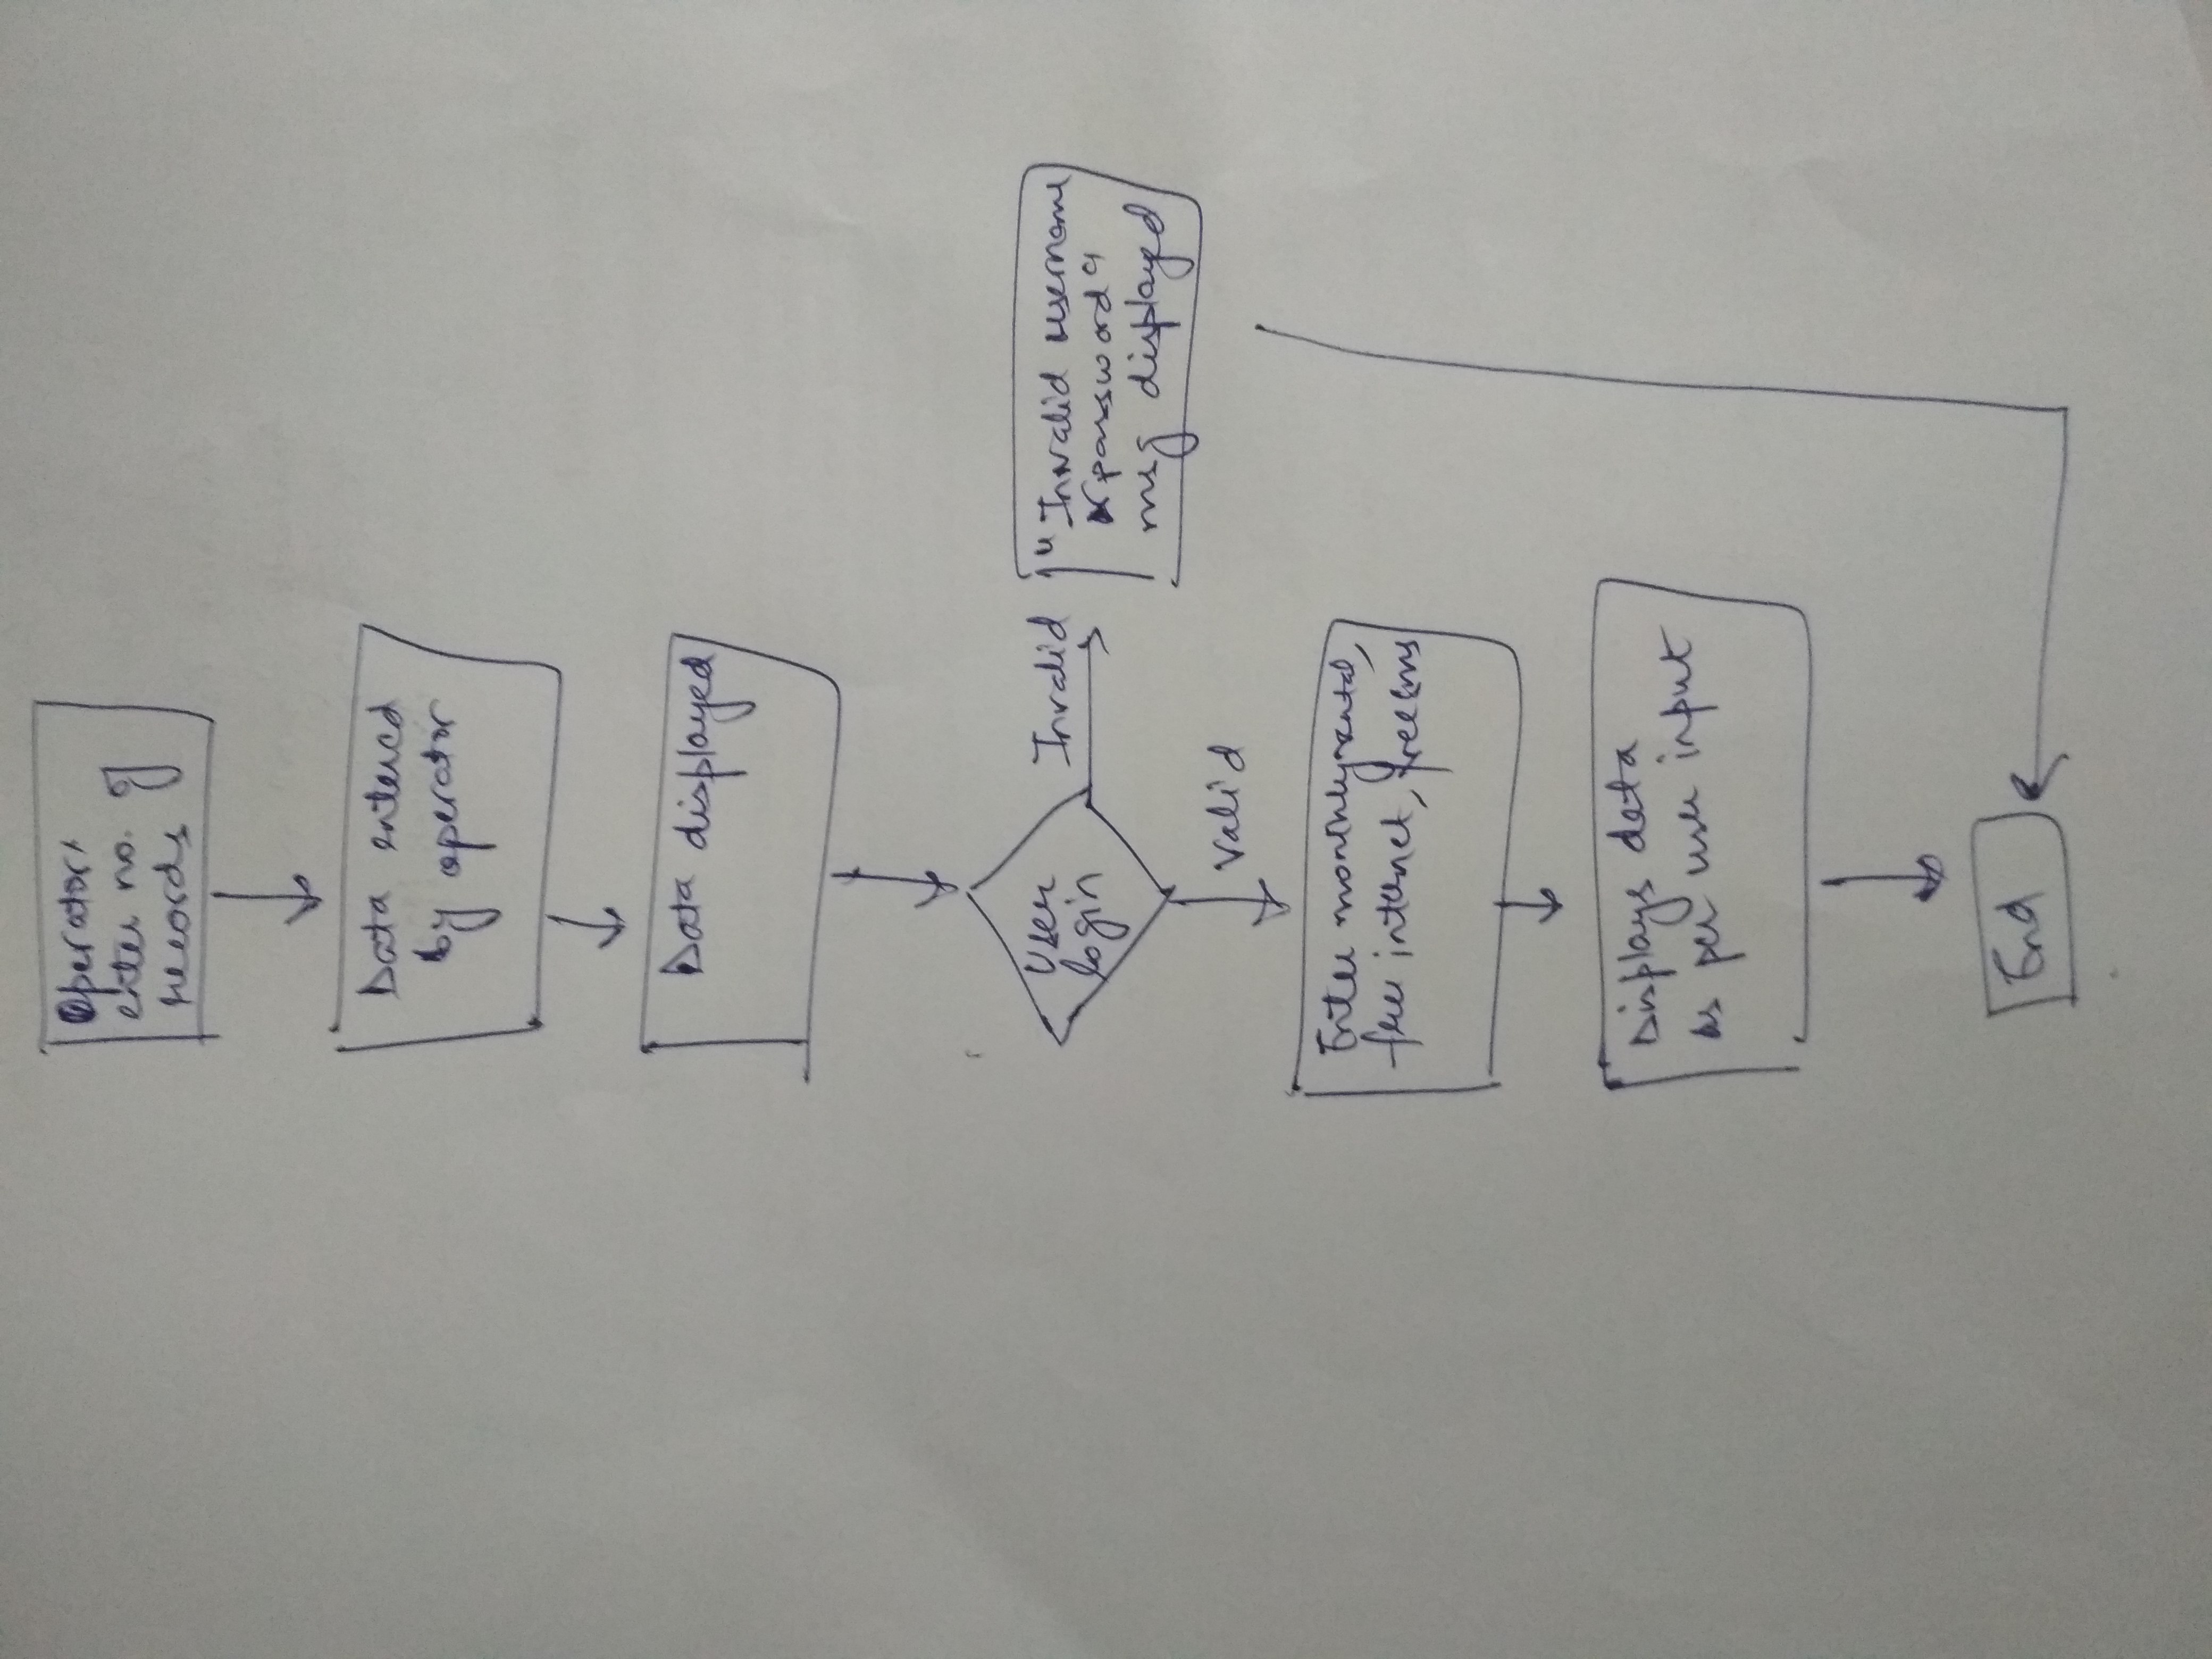 Operator:
enter no. of
records
Data entered
by operator
Data displayed
User
login
Invalid
"Invalid username
password"
msg displayed
Valid
Enter monthlyrental,
free internet, freesms
Displays data
as per user input
End